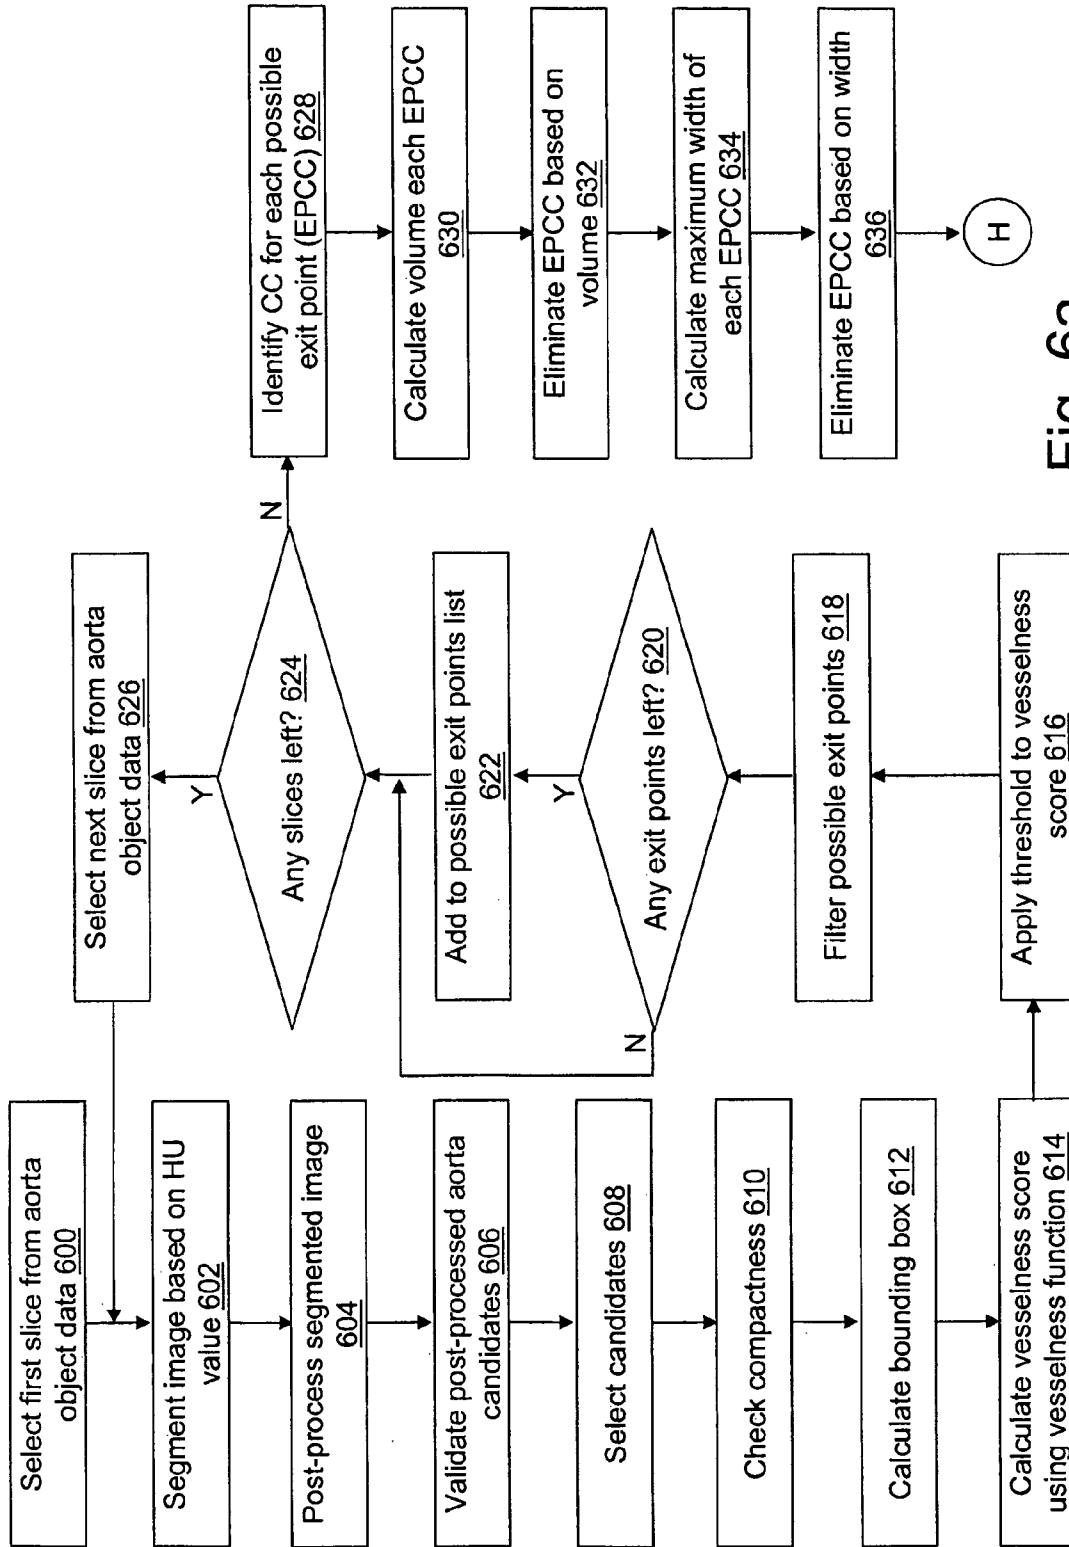 Select first slice from aorta
object data 600
Segment image based on HU
value 602
Post-process segmented image
604
Validate post-processed aorta
candidates 606
Select candidates 608
Check compactness 610
Calculate bounding box 612
Calculate vesselness score
using vesselness function 614
Select next slice from aorta
object data 626
Y
Any slices left? 624
N
Add to possible exit points list
622
Y
Any exit points left? 620
N
Filter possible exit points 618
Apply threshold to vesselness
score 616
Identify CC for each possible
exit point (EPCC) 628
Calculate volume each EPCC
630
Eliminate EPCC based on
volume 632
Calculate maximum width of
each EPCC 634
Eliminate EPCC based on width
636
H
Fig. 6a